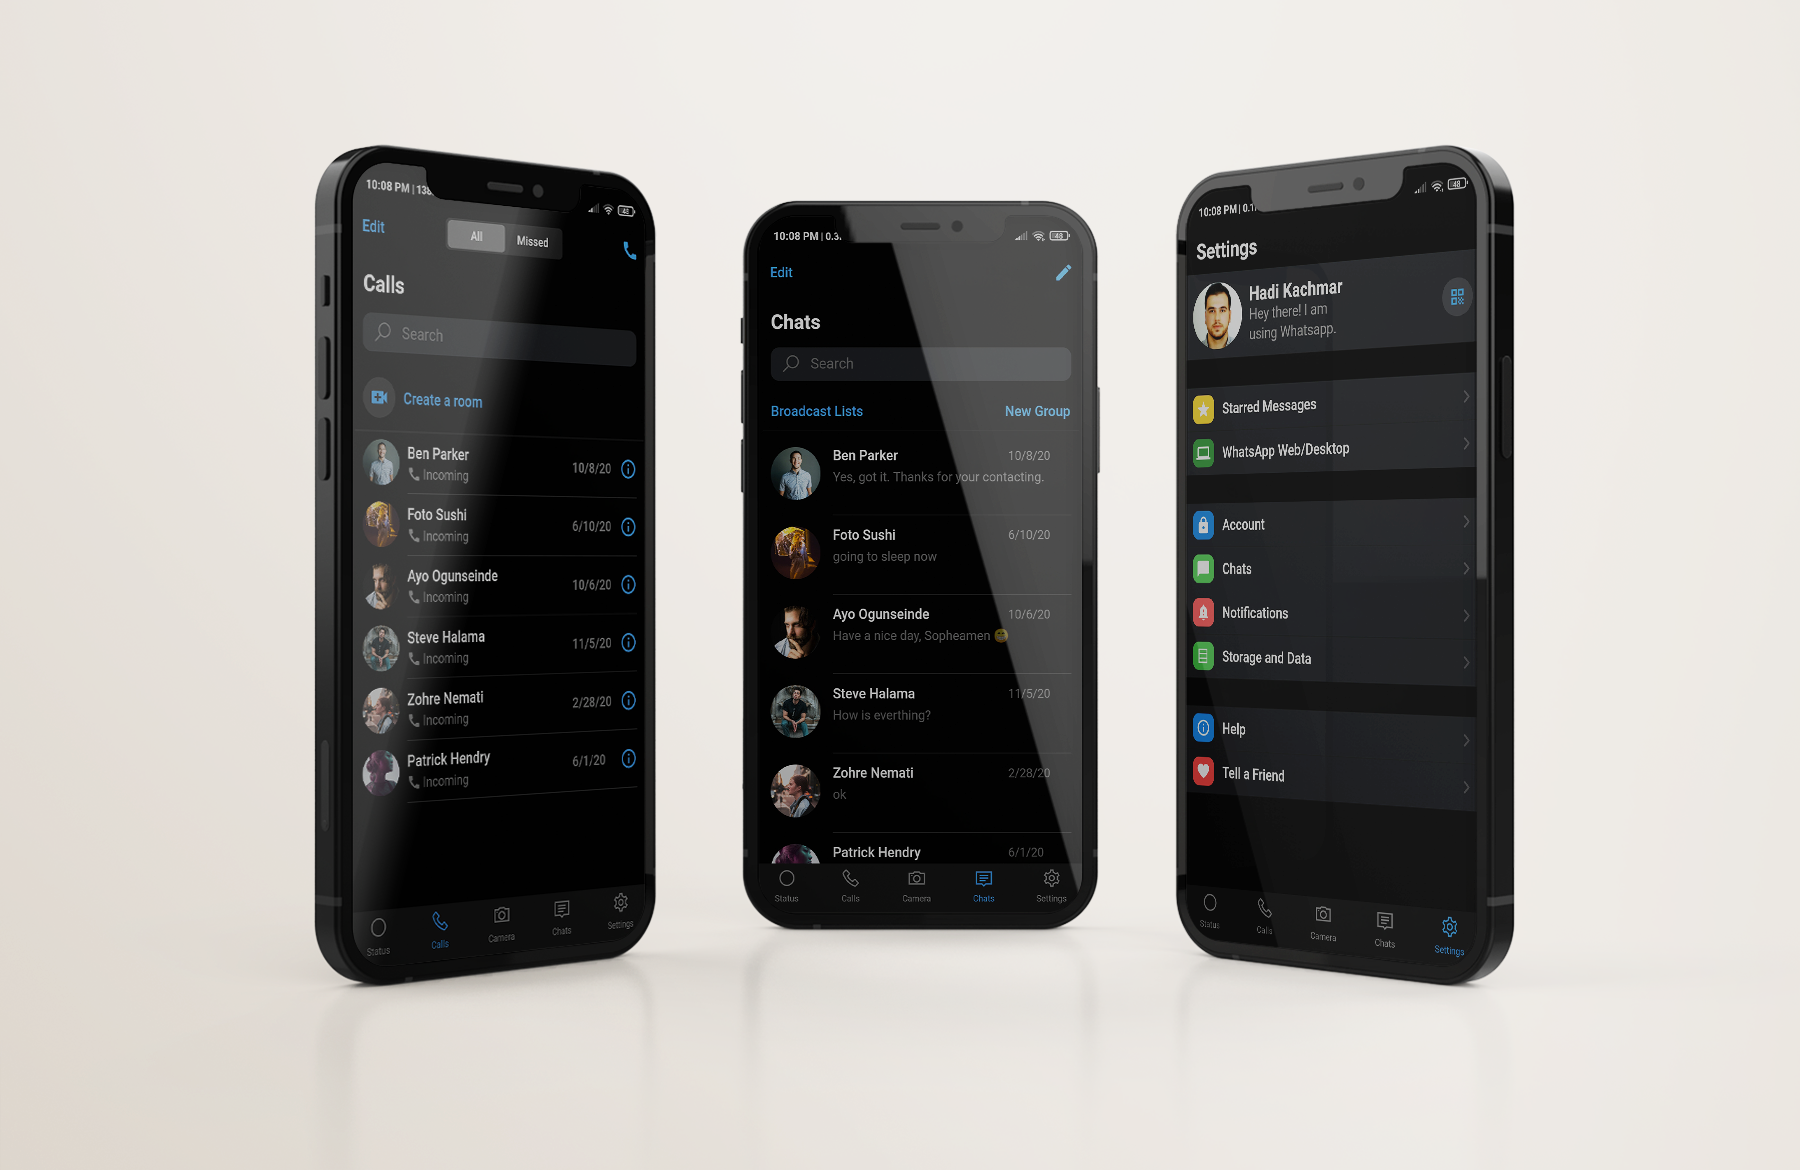 10:08 PM | 138.
48
Edit
All
Missed
Calls
Search
Create a room
Ben Parker
Incoming
10/8/20
Foto Sushi
Incoming
6/10/20
Ayo Ogunseinde
Incoming
10/6/20
Steve Halama
Incoming
11/5/20
Zohre Nemati
Incoming
2/28/20
Patrick Hendry
Incoming
6/1/20
Status
Calls
Camera
Chats
Settings
10:08 PM | 0.3.
48
Edit
Chats
Search
Broadcast Lists
New Group
Ben Parker
10/8/20
Yes, got it. Thanks for your contacting.
Foto Sushi
6/10/20
going to sleep now
Ayo Ogunseinde
10/6/20
Have a nice day, Sopheamen 😁
Steve Halama
11/5/20
How is everthing?
Zohre Nemati
2/28/20
ok
Patrick Hendry
6/1/20
Status
Calls
Camera
Chats
Settings
10:08 PM | 0.1
48
Settings
Hadi Kachmar
Hey there! I am
using Whatsapp.
Starred Messages
WhatsApp Web/Desktop
Account
Chats
Notifications
Storage and Data
Help
Tell a Friend
Status
Calls
Camera
Chats
Settings